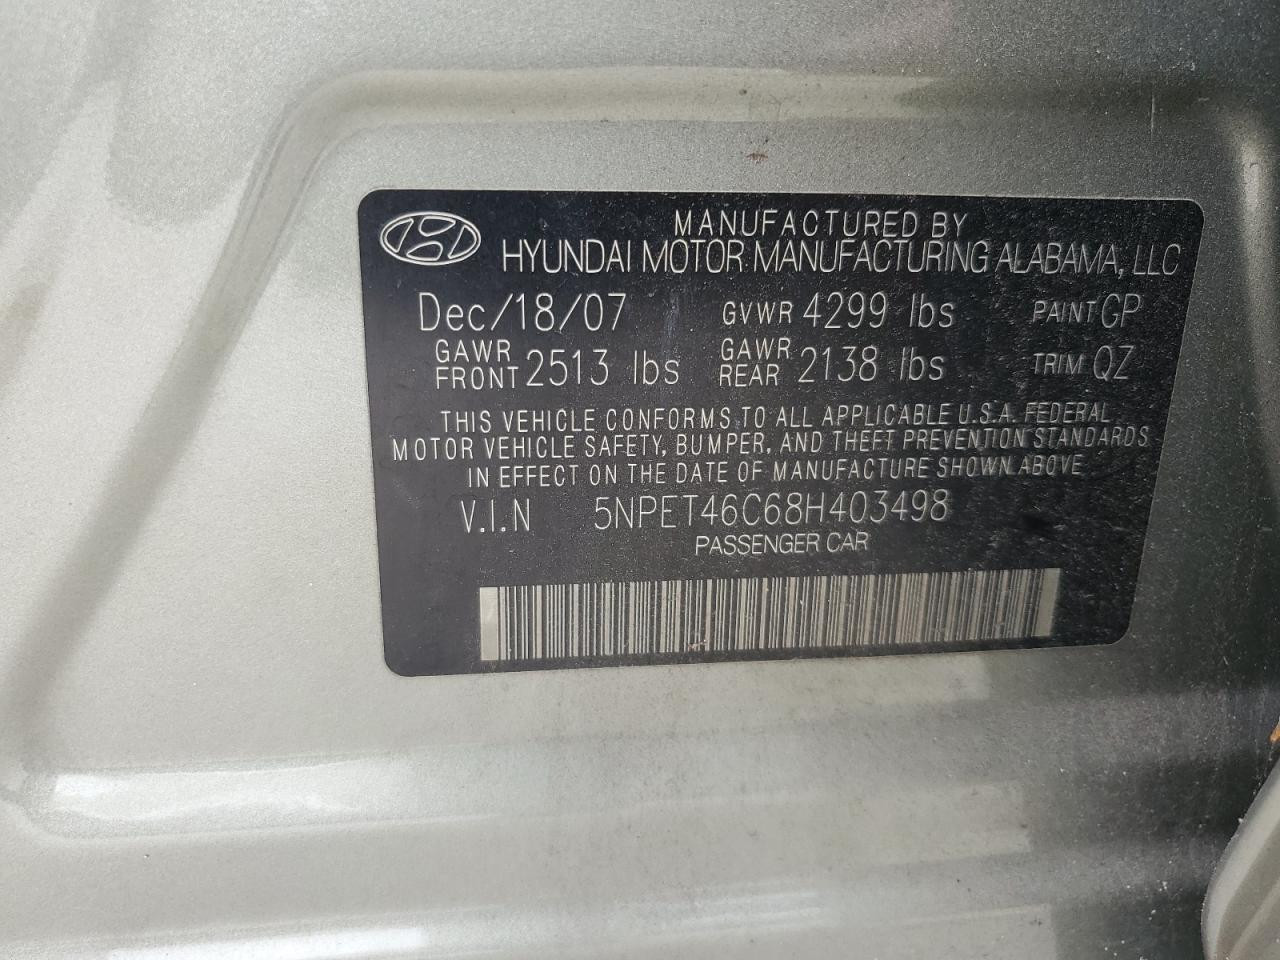 MANUFACTURED BY
HYUNDAI MOTOR MANUFACTURING ALABAMA, LLC
Dec/18/07 GVWR 4299 lbs PAINT CP
GAWR FRONT 2513 lbs GAWR REAR 2138 lbs TRIM QZ
THIS VEHICLE CONFORMS TO ALL APPLICABLE U.S.A. FEDERAL
MOTOR VEHICLE SAFETY, BUMPER, AND THEFT PREVENTION STANDARDS
IN EFFECT ON THE DATE OF MANUFACTURE SHOWN ABOVE
V.I.N 5NPET46C68H403498
PASSENGER CAR